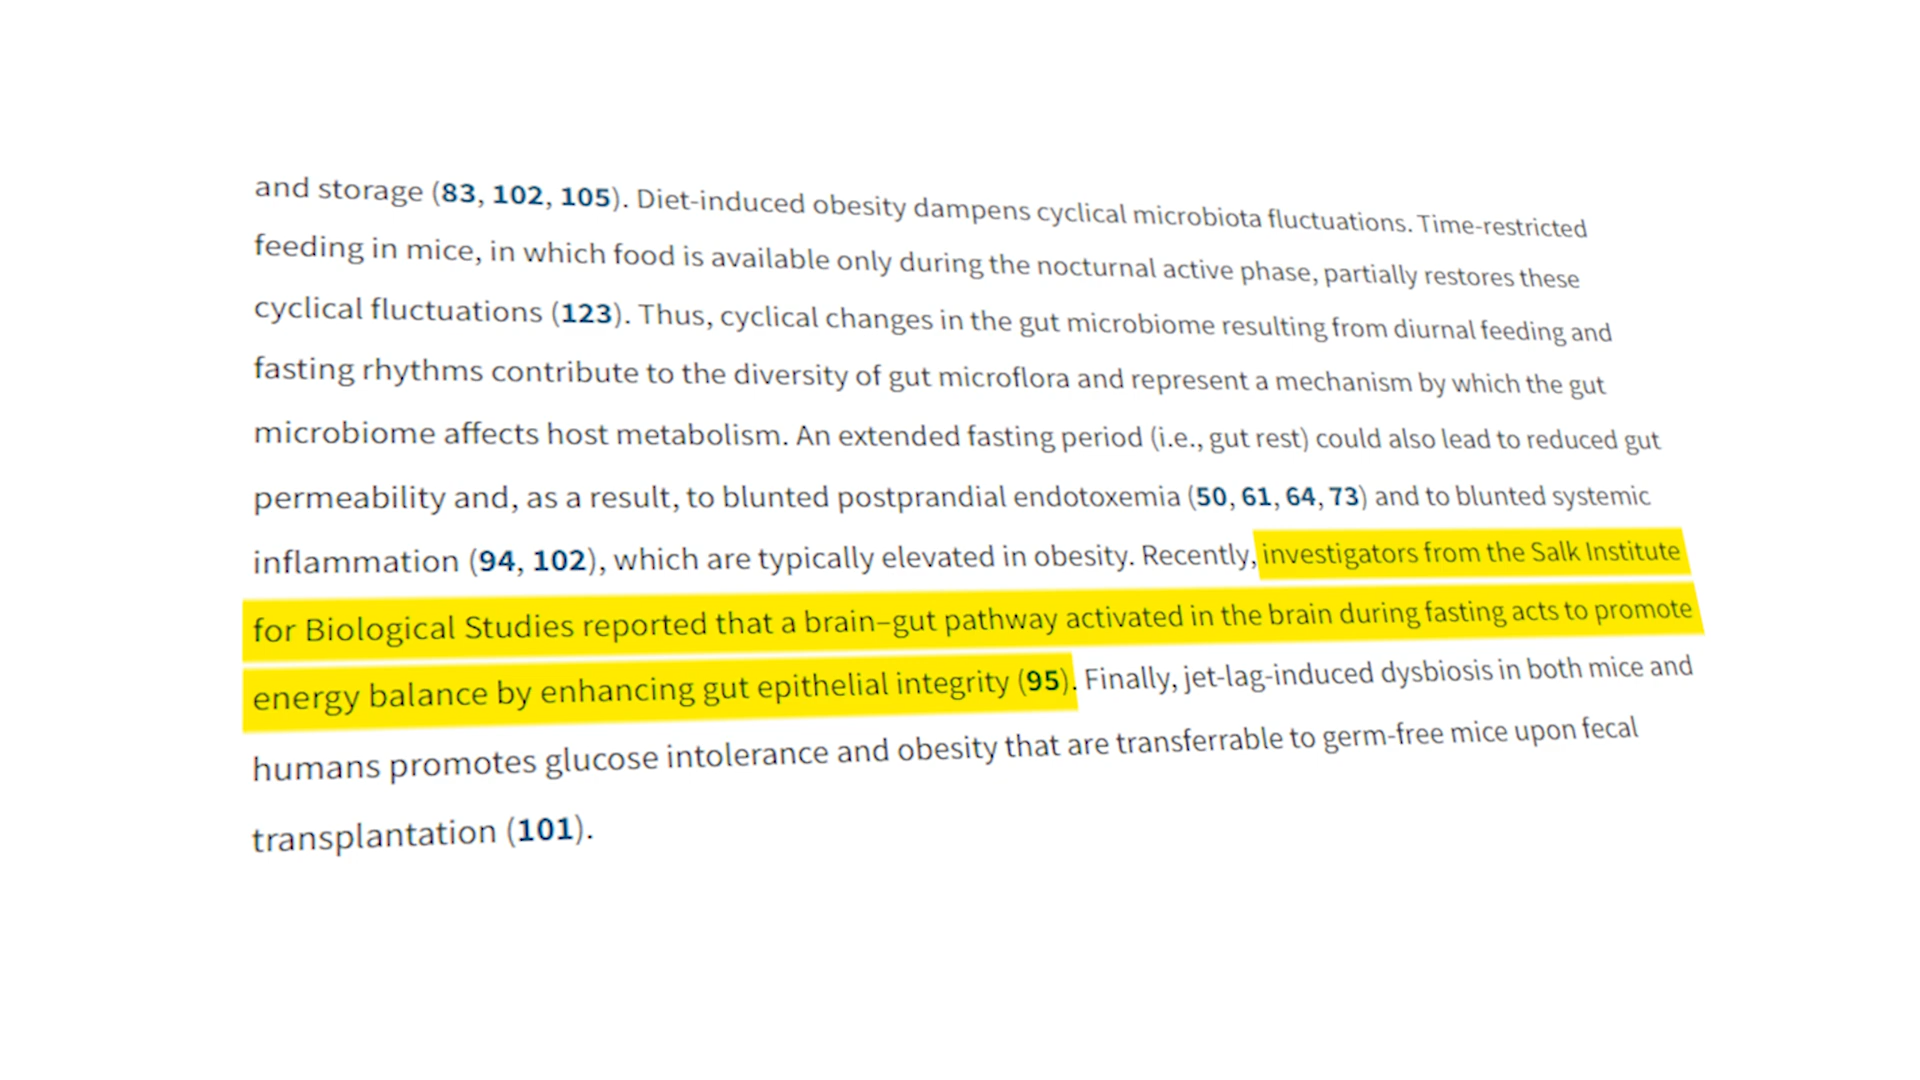 and storage (83, 102, 105). Diet-induced obesity dampens cyclical microbiota fluctuations. Time-restricted
feeding in mice, in which food is available only during the nocturnal active phase, partially restores these
cyclical fluctuations (123). Thus, cyclical changes in the gut microbiome resulting from diurnal feeding and
fasting rhythms contribute to the diversity of gut microflora and represent a mechanism by which the gut
microbiome affects host metabolism. An extended fasting period (i.e., gut rest) could also lead to reduced gut
permeability and, as a result, to blunted postprandial endotoxemia (50, 61, 64, 73) and to blunted systemic
inflammation (94, 102), which are typically elevated in obesity. Recently, investigators from the Salk Institute
for Biological Studies reported that a brain–gut pathway activated in the brain during fasting acts to promote
energy balance by enhancing gut epithelial integrity (95). Finally, jet-lag-induced dysbiosis in both mice and
humans promotes glucose intolerance and obesity that are transferrable to germ-free mice upon fecal
transplantation (101).